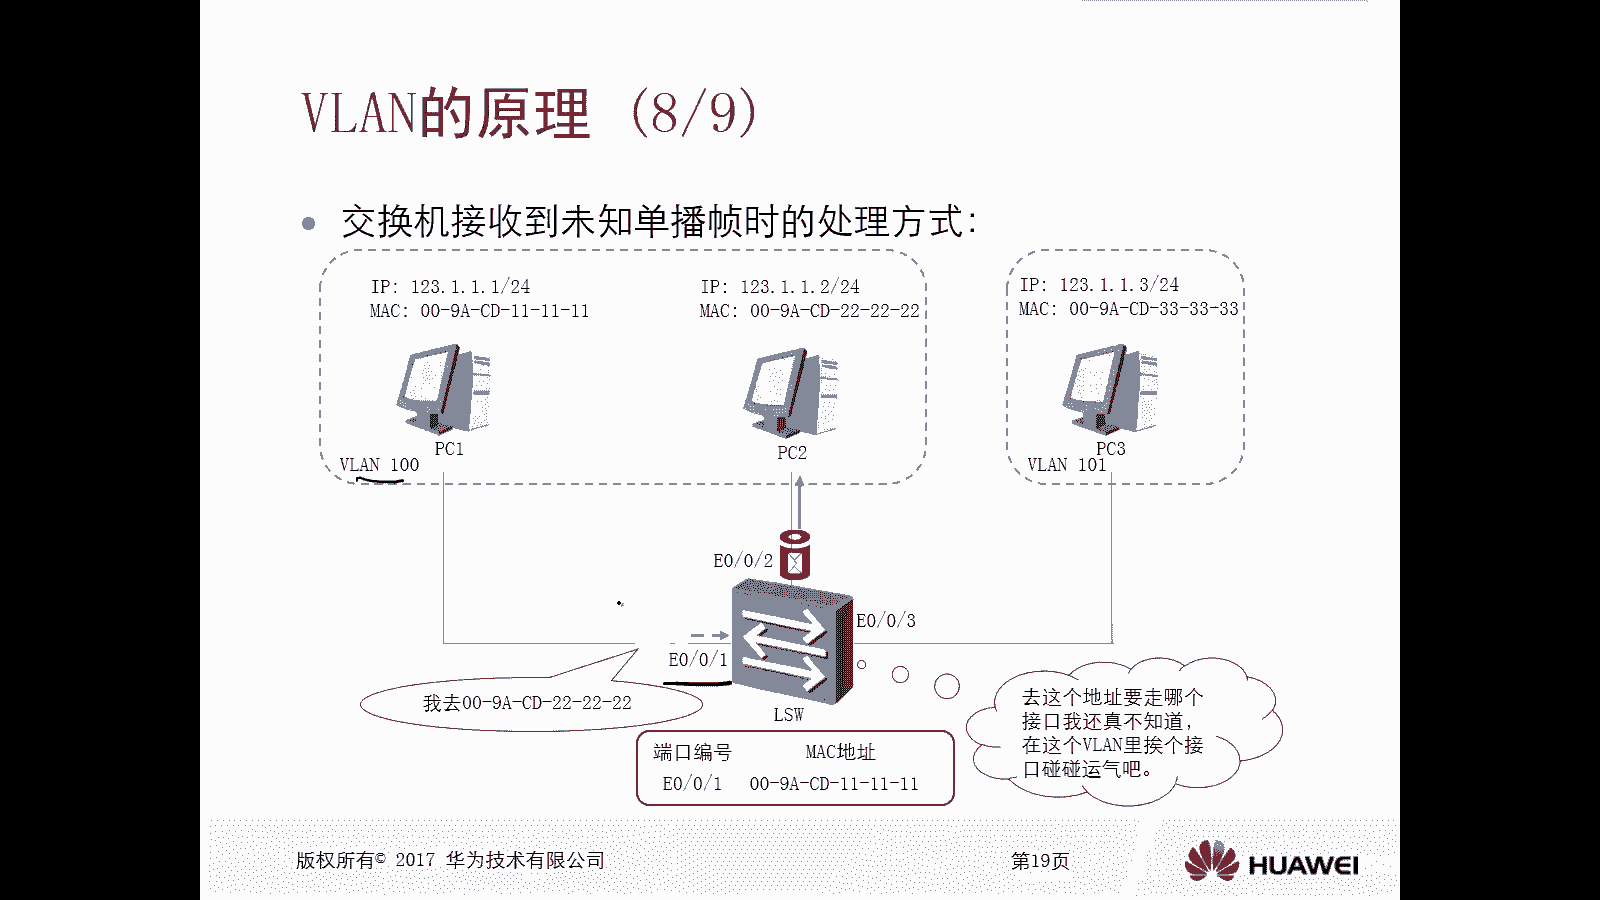 VLAN的原理 (8/9)
交换机接收到未知单播帧时的处理方式:
IP: 123.1.1.1/24
MAC: 00-9A-CD-11-11-11
IP: 123.1.1.2/24
MAC: 00-9A-CD-22-22-22
IP: 123.1.1.3/24
MAC: 00-9A-CD-33-33-33
PC1
PC2
PC3
VLAN 100
VLAN 101
E0/0/2
E0/0/3
E0/0/1
我去00-9A-CD-22-22-22
LSW
去这个地址要走哪个
接口我还真不知道,
在这个VLAN里挨个接
口碰碰运气吧。
端口编号 MAC地址
E0/0/1 00-9A-CD-11-11-11
版权所有© 2017 华为技术有限公司
第19页
HUAWEI